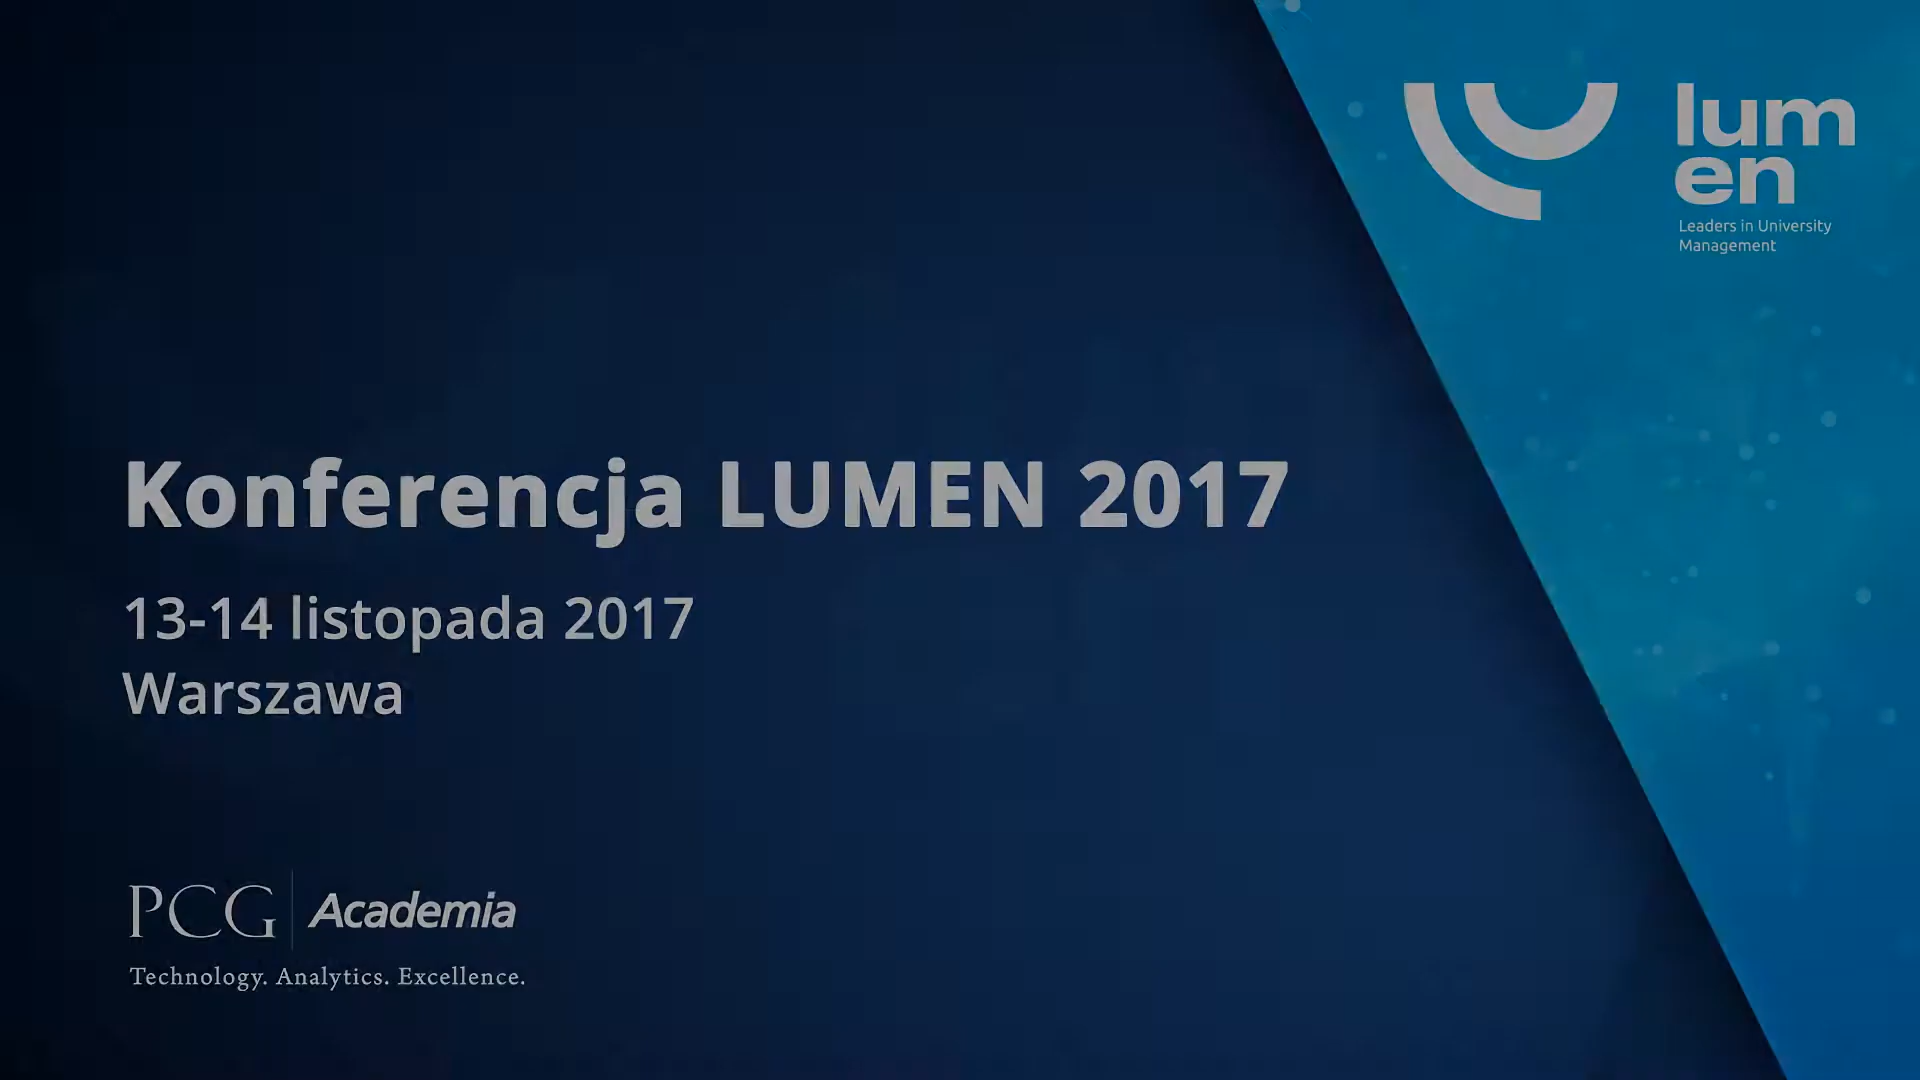 lum
en
Leaders in University
Management
Konferencja LUMEN 2017
13-14 listopada 2017
Warszawa
PCG Academia
Technology. Analytics. Excellence.